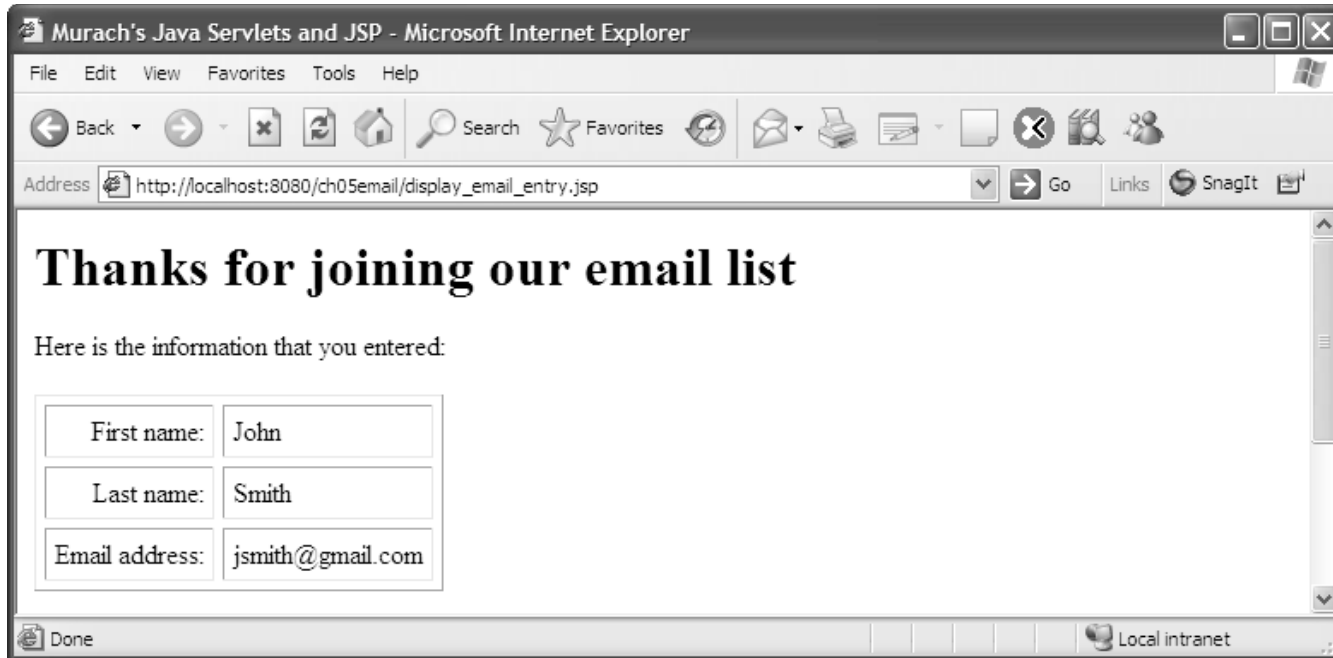 Murach's Java Servlets and JSP - Microsoft Internet Explorer
File Edit View Favorites Tools Help
Back Search Favorites
Address http://localhost:8080/ch05email/display_email_entry.jsp Go Links SnagIt
Thanks for joining our email list
Here is the information that you entered:
First name: John
Last name: Smith
Email address: jsmith@gmail.com
Done Local intranet